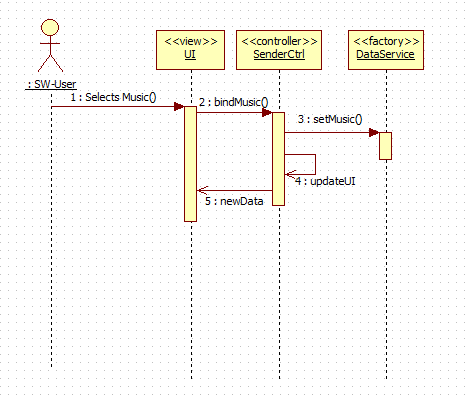 <<view>>
UI
<<controller>>
SenderCtrl
<<factory>>
DataService
: SW-User
1 : Selects Music()
2 : bindMusic()
3 : setMusic()
4 : updateUI
5 : newData